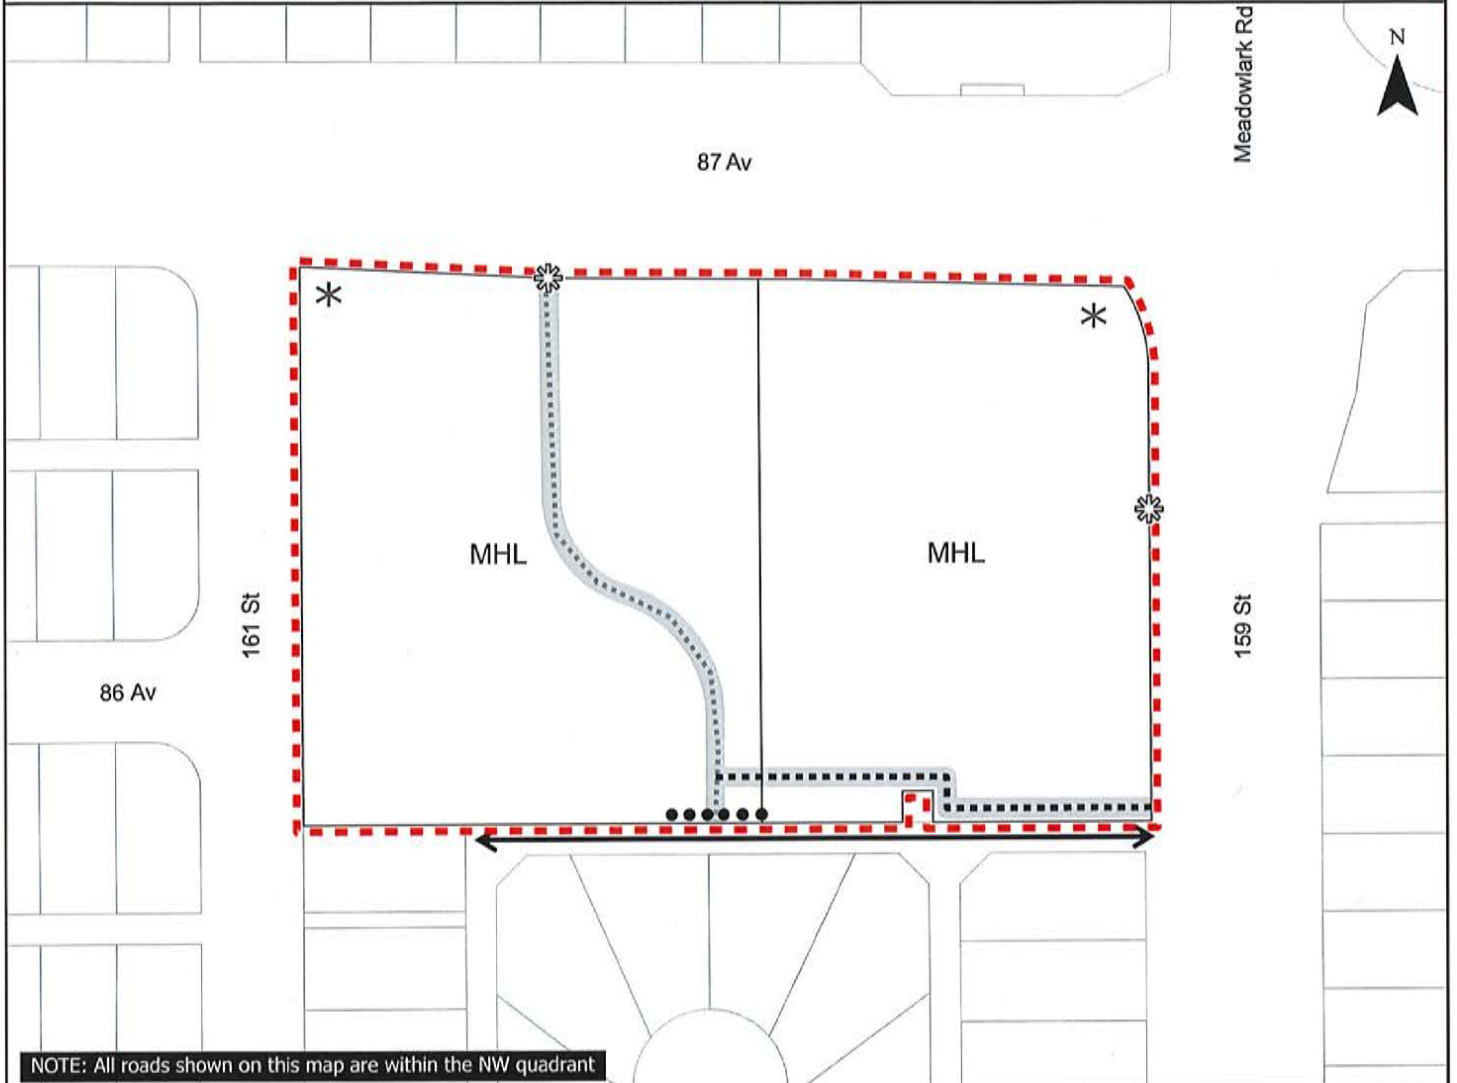 Meadowlark Rd
N
87 Av
*
*
MHL
MHL
161 St
159 St
86 Av
NOTE: All roads shown on this map are within the NW quadrant